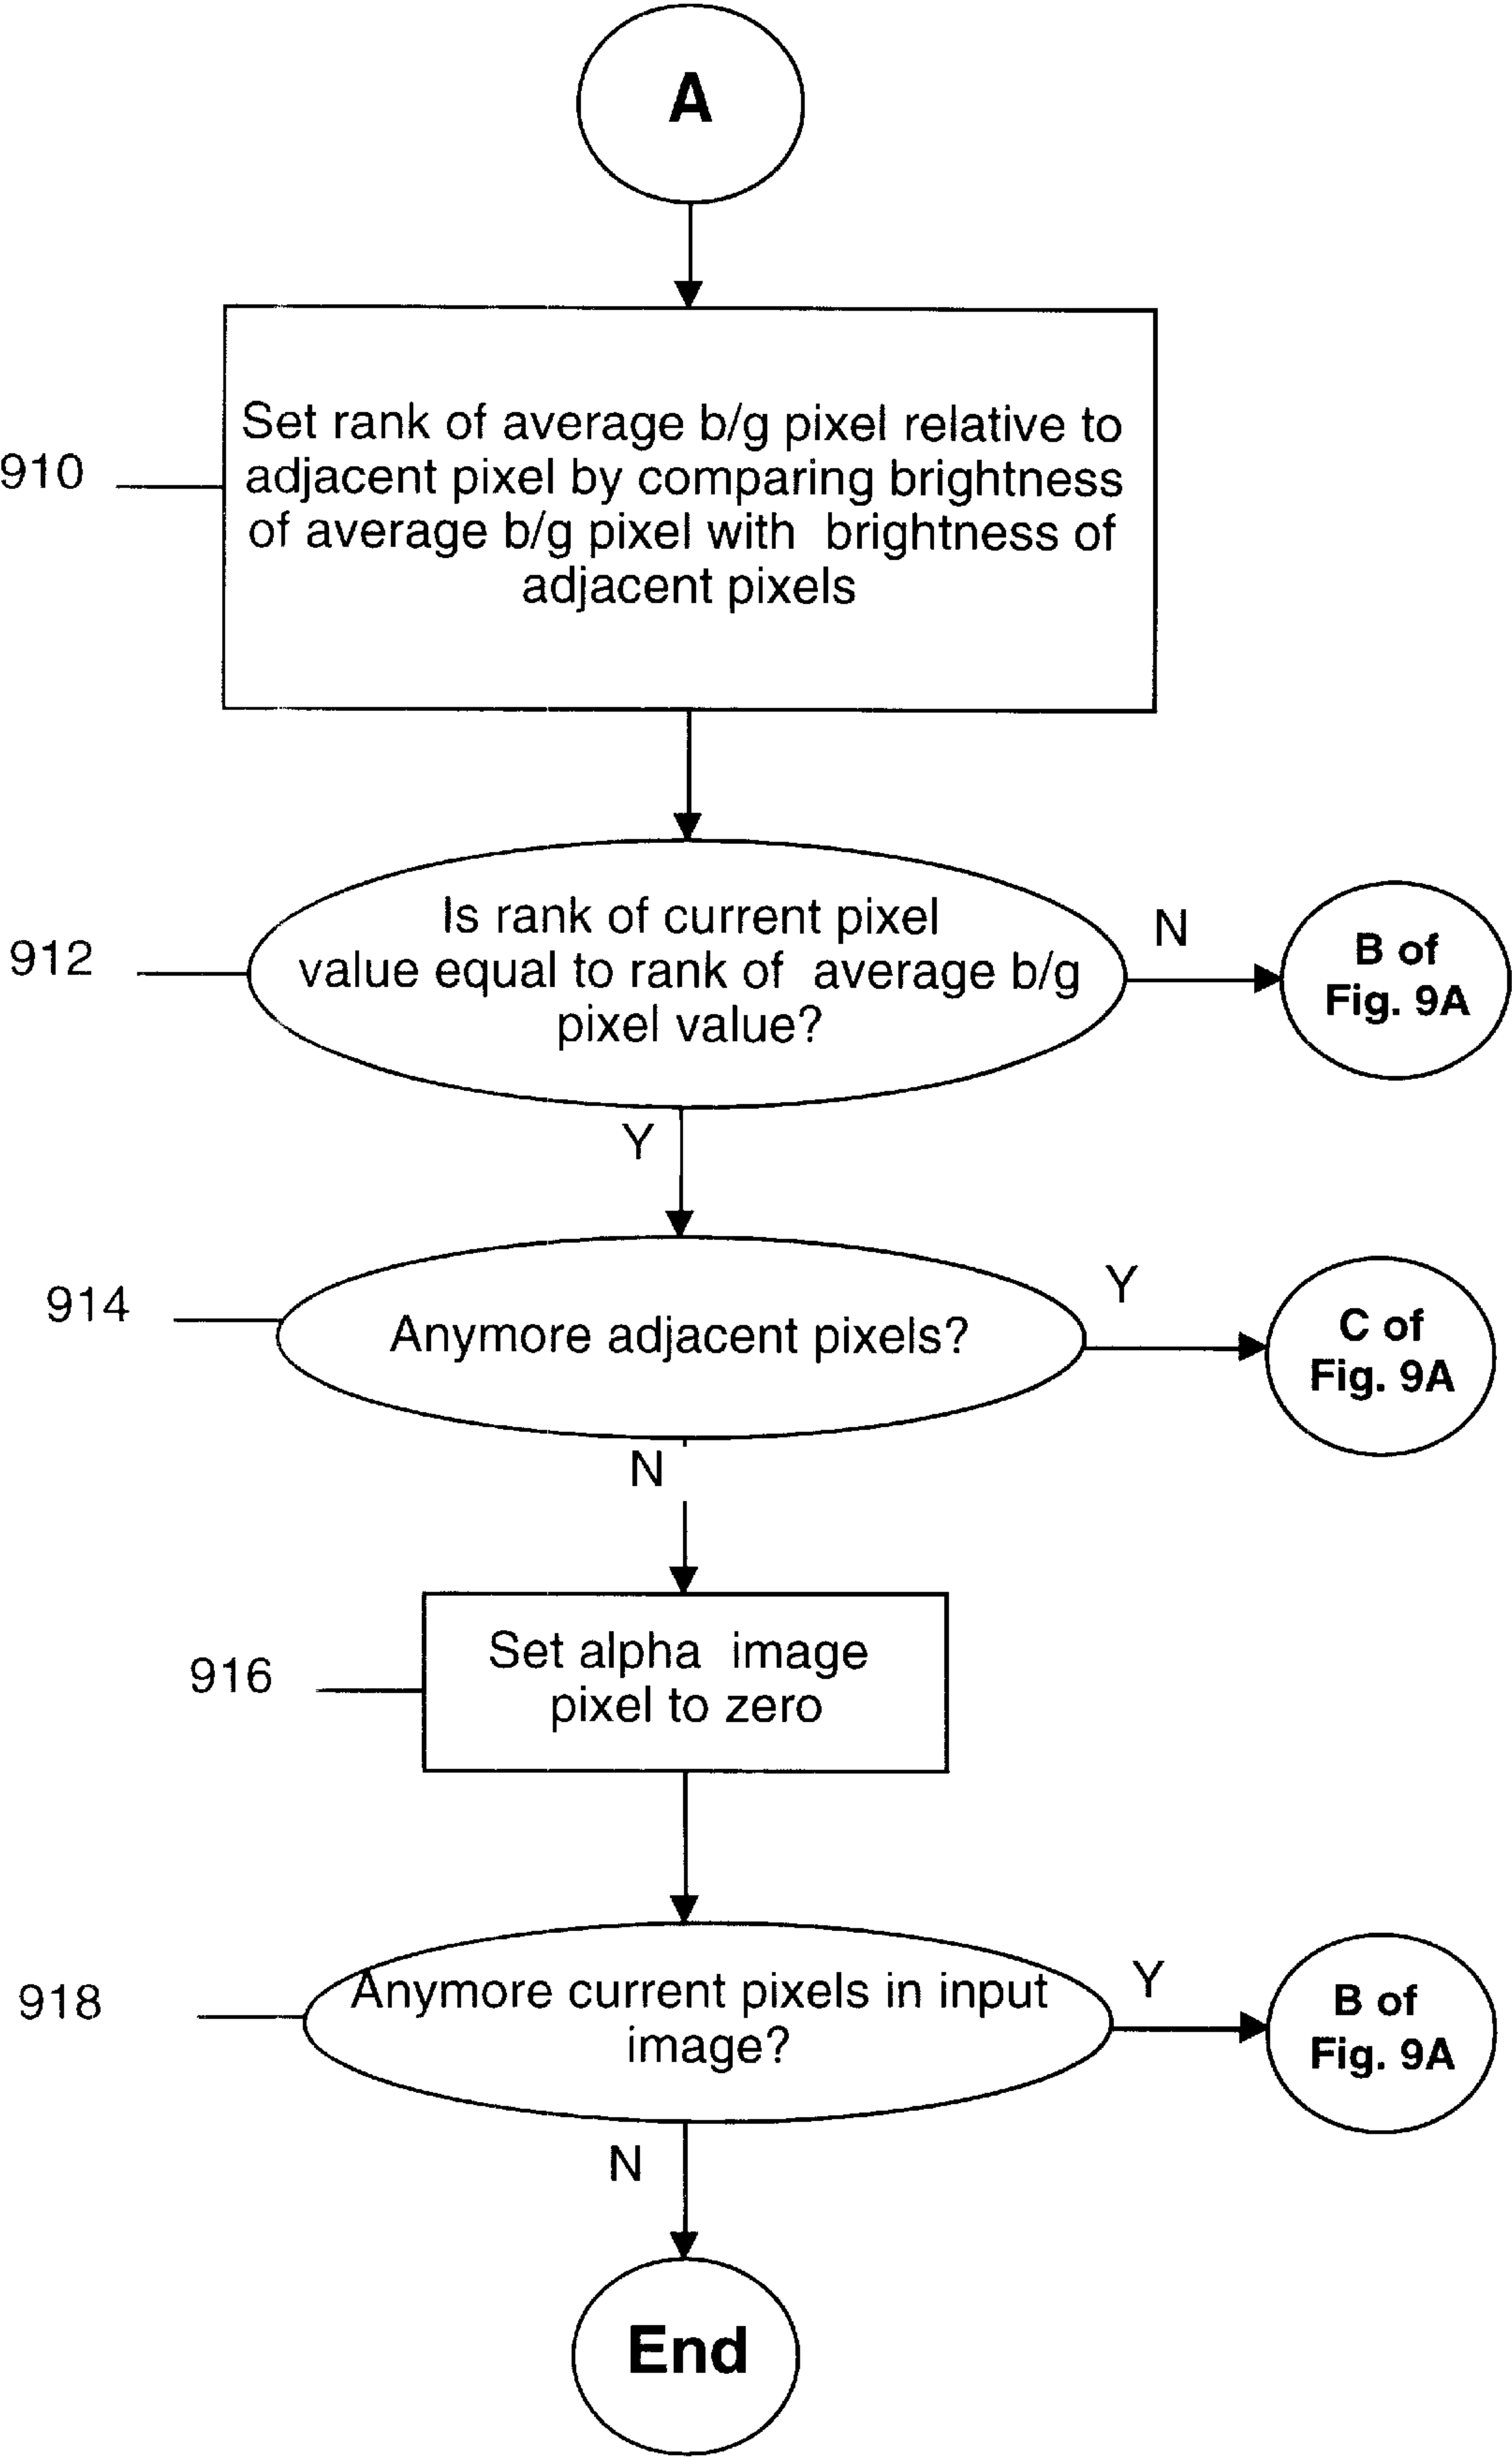 A
Set rank of average b/g pixel relative to
adjacent pixel by comparing brightness
of average b/g pixel with brightness of
adjacent pixels
910
Is rank of current pixel
value equal to rank of average b/g
pixel value?
912
N
B of
Fig. 9A
Y
914
Anymore adjacent pixels?
Y
C of
Fig. 9A
N
916
Set alpha image
pixel to zero
918
Anymore current pixels in input
image?
Y
B of
Fig. 9A
N
End